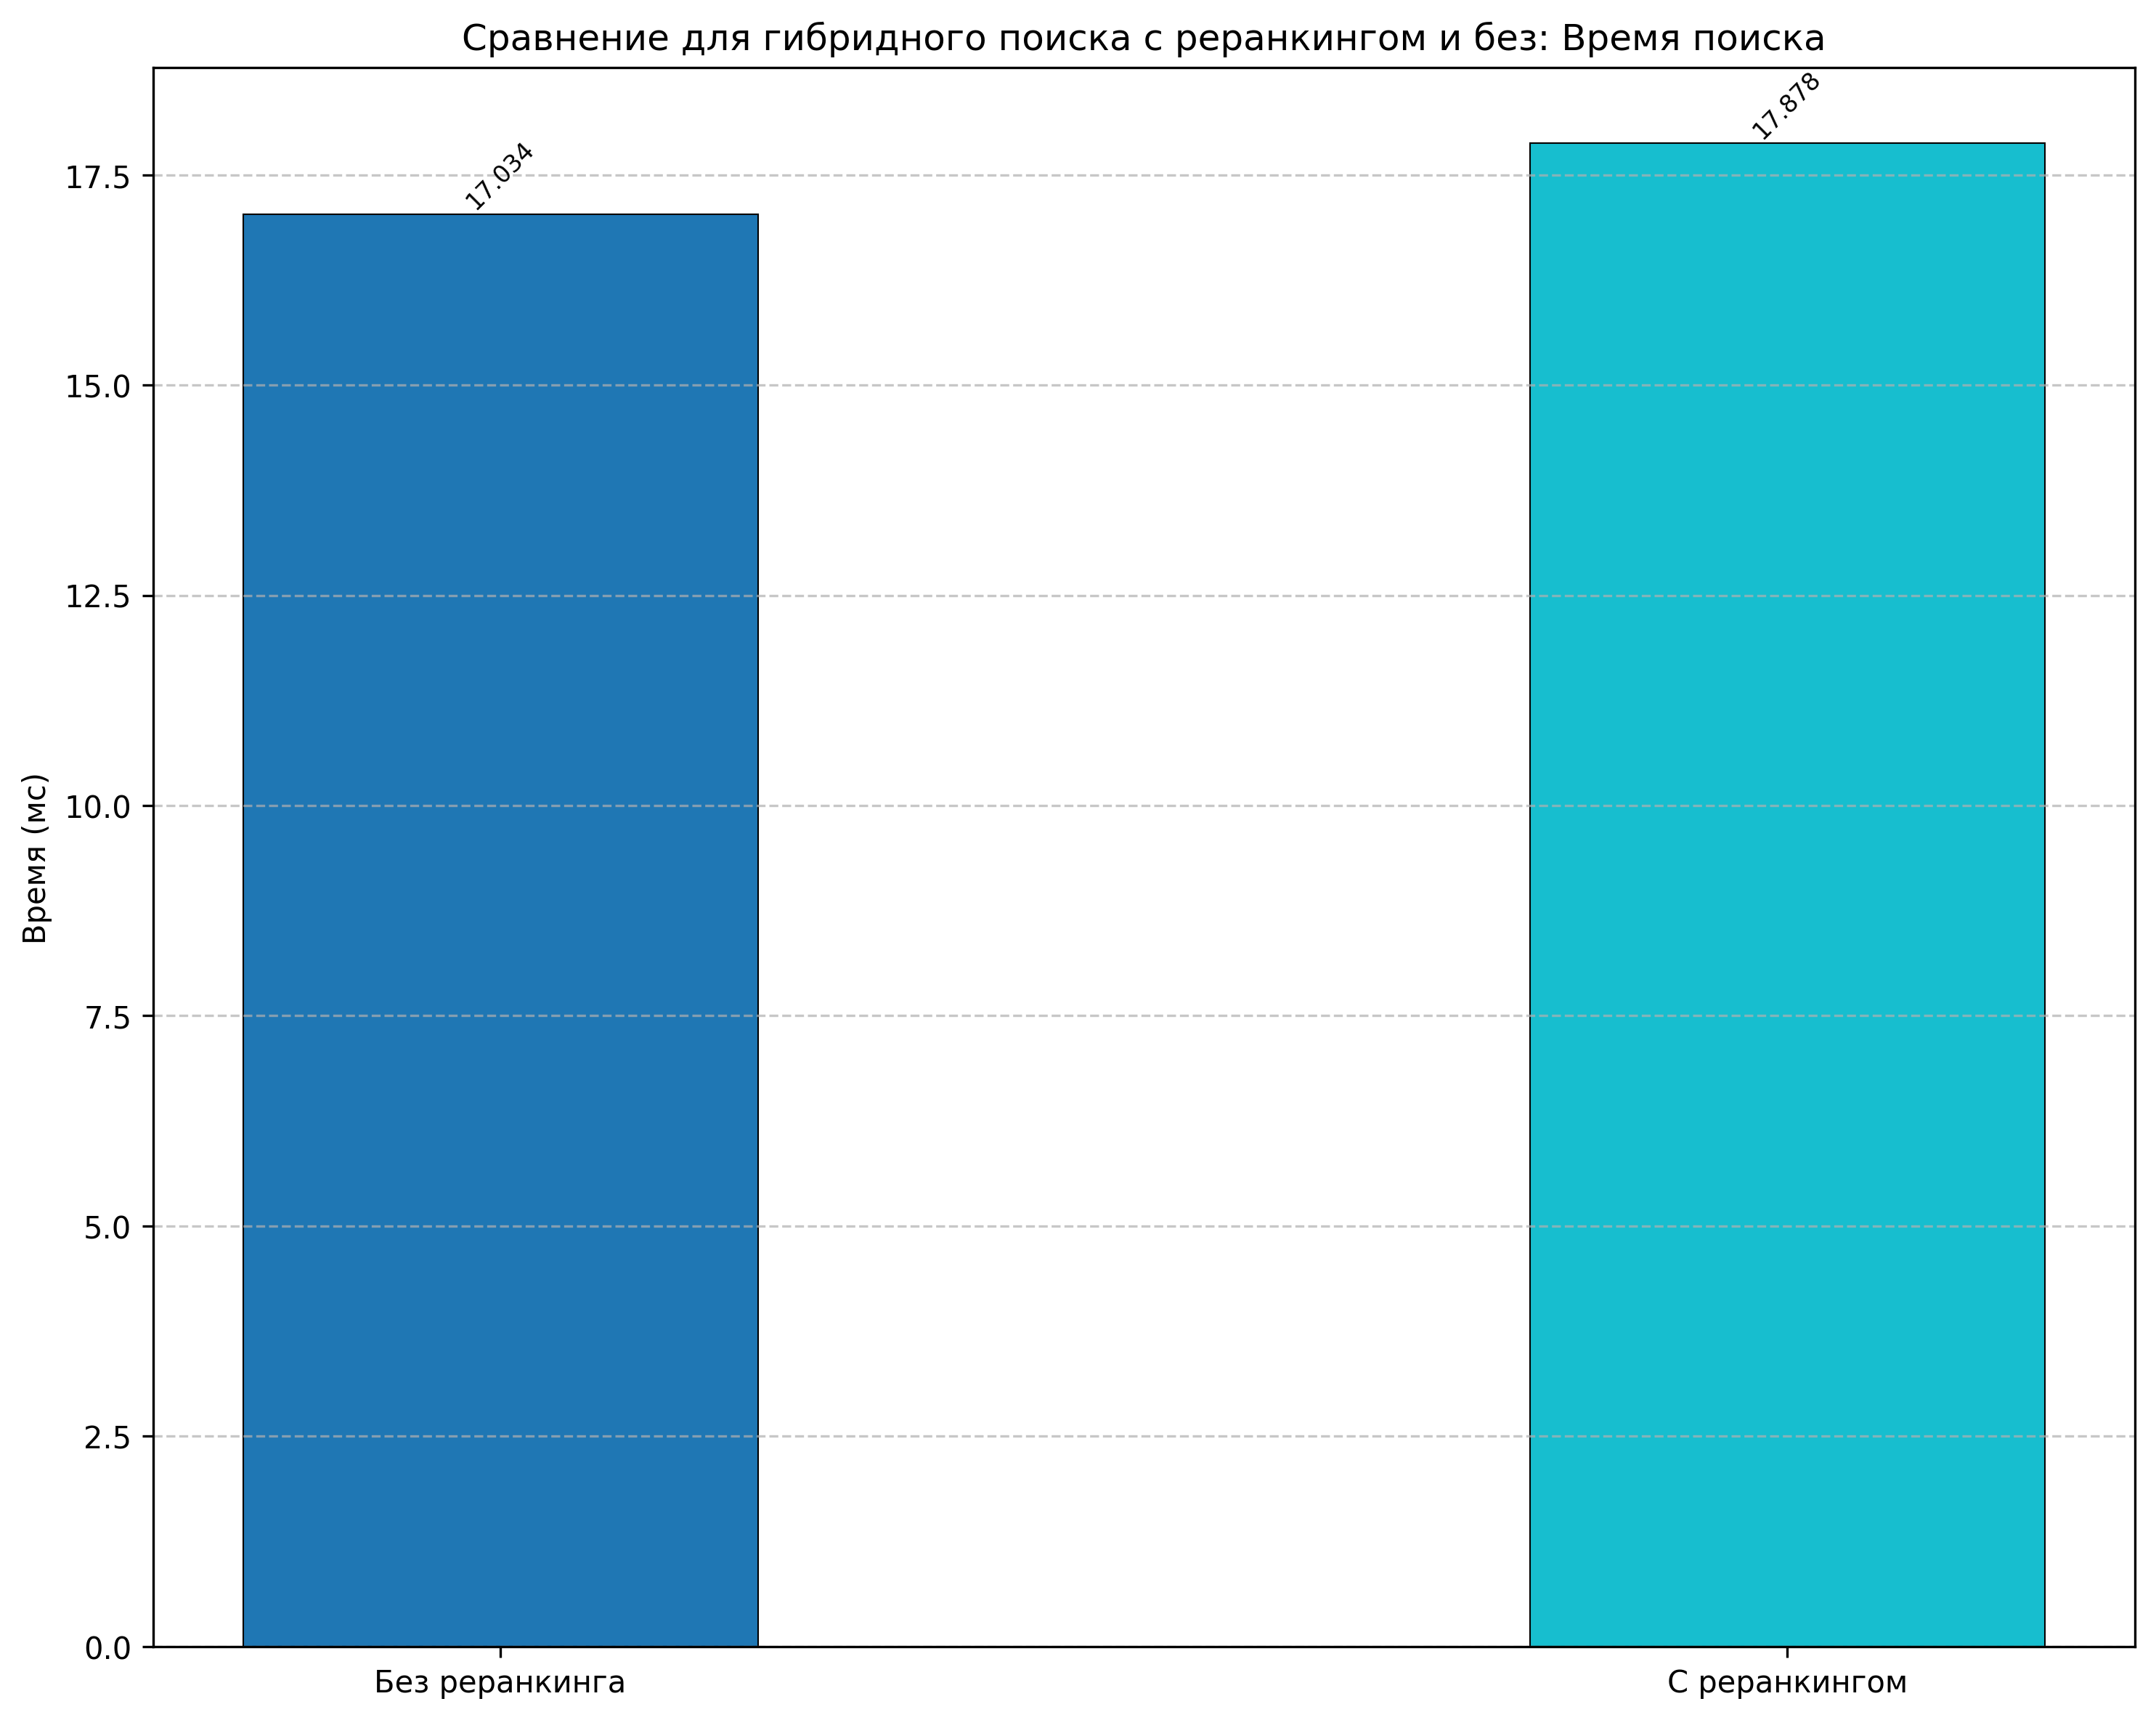 Сравнение для гибридного поиска с реранкингом и без: Время поиска
17.034
17.878
17.5
15.0
12.5
10.0
7.5
5.0
2.5
0.0
Время (мс)
Без реранкинга
С реранкингом